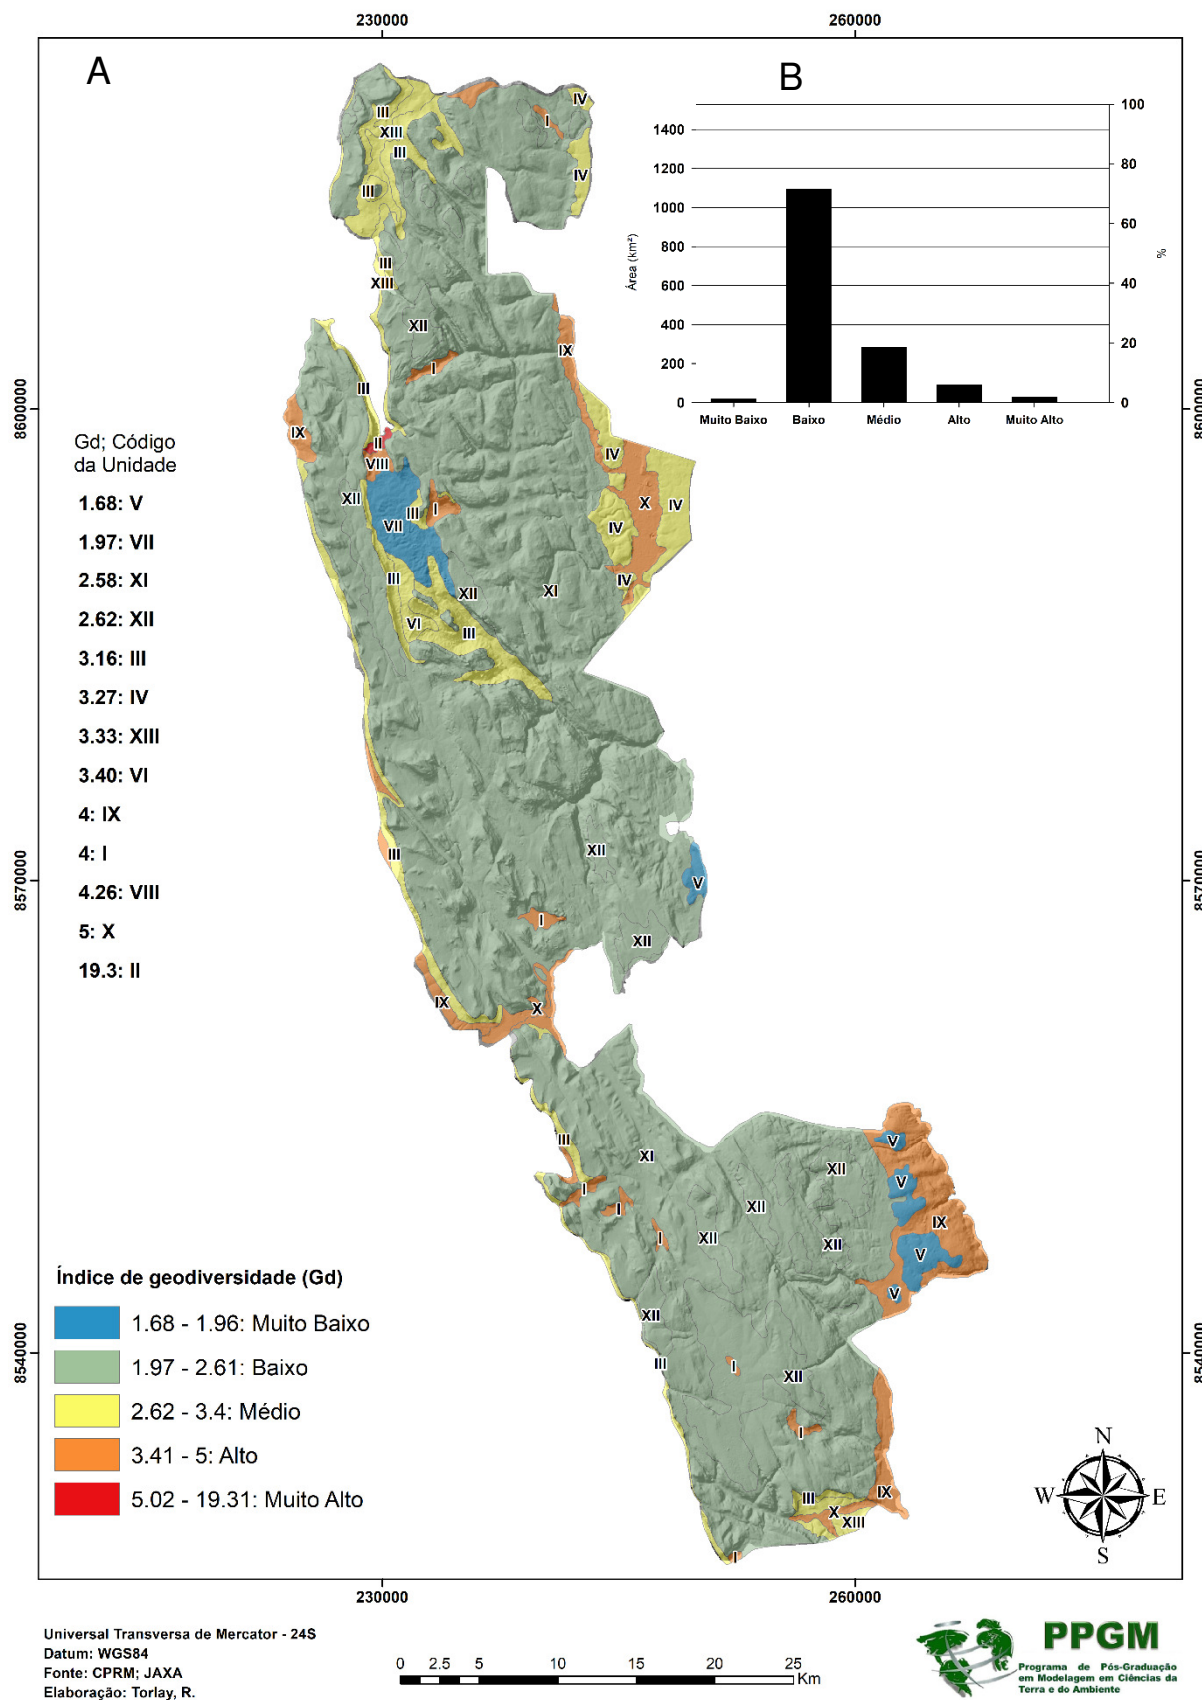 230000
260000
A
B
Área (km²)
1400
1200
1000
800
600
400
200
0
100
80
60
40
20
0
%
Muito Baixo
Baixo
Médio
Alto
Muito Alto
8600000
8600000
8570000
8570000
8540000
8540000
III
XIII
III
III
I
IV
IV
III
XIII
XII
IX
I
III
IX
II
VIII
XII
VII
III
I
IV
X
IV
IV
IV
III
XII
XI
VI
III
XII
III
V
I
XII
IX
X
III
XI
XII
V
I
V
I
XII
IX
I
XII
XII
V
V
XII
III
I
XII
I
III
X
XIII
IX
I
Gd; Código
da Unidade
1.68: V
1.97: VII
2.58: XI
2.62: XII
3.16: III
3.27: IV
3.33: XIII
3.40: VI
4: IX
4: I
4.26: VIII
5: X
19.3: II
Índice de geodiversidade (Gd)
1.68 - 1.96: Muito Baixo
1.97 - 2.61: Baixo
2.62 - 3.4: Médio
3.41 - 5: Alto
5.02 - 19.31: Muito Alto
N
W
E
S
230000
260000
Universal Transversa de Mercator - 24S
Datum: WGS84
Fonte: CPRM; JAXA
Elaboração: Torlay, R.
0 2.5 5 10 15 20 25
Km
PPGM
Programa de Pós-Graduação
em Modelagem em Ciências da
Terra e do Ambiente